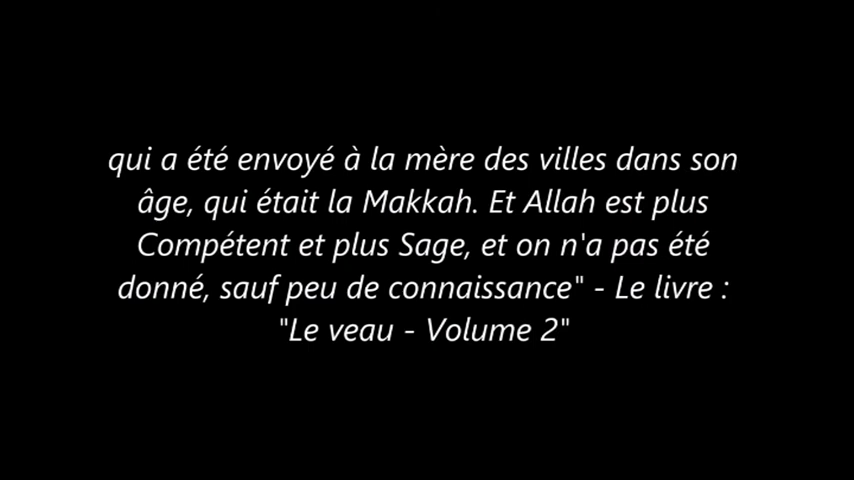 qui a été envoyé à la mère des villes dans son
âge, qui était la Makkah. Et Allah est plus
Compétent et plus Sage, et on n'a pas été
donné, sauf peu de connaissance" - Le livre :
"Le veau - Volume 2"